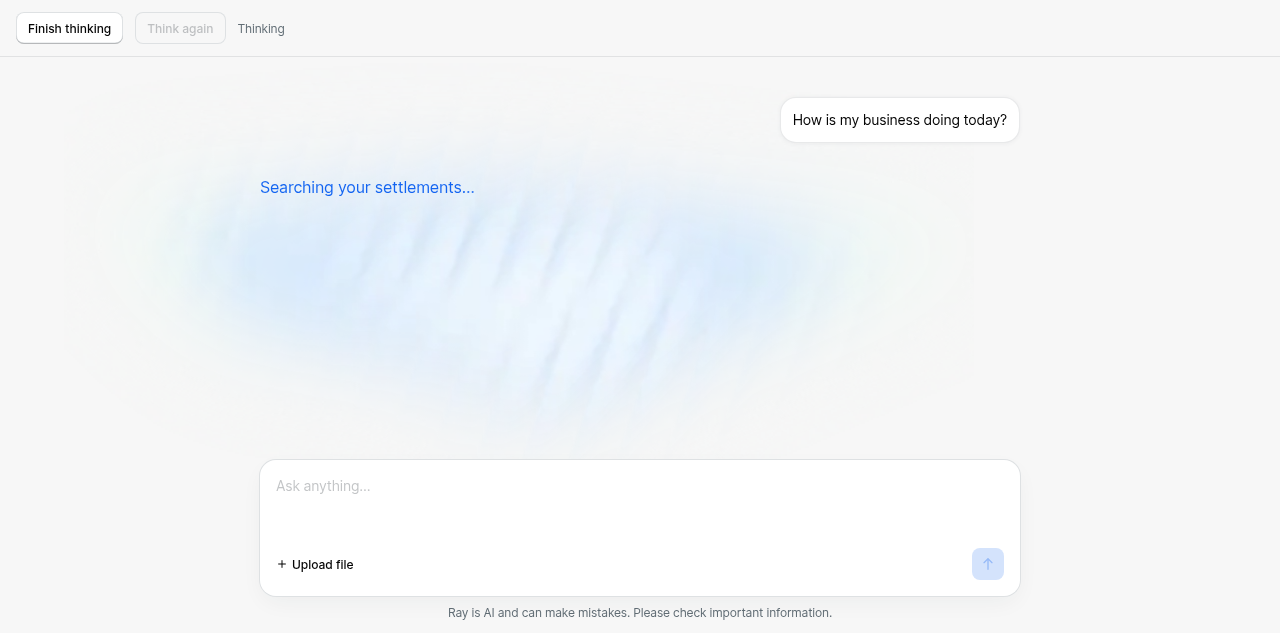 Finish thinking
Think again
Thinking
How is my business doing today?
Searching your settlements...
Ask anything...
+ Upload file
Ray is AI and can make mistakes. Please check important information.